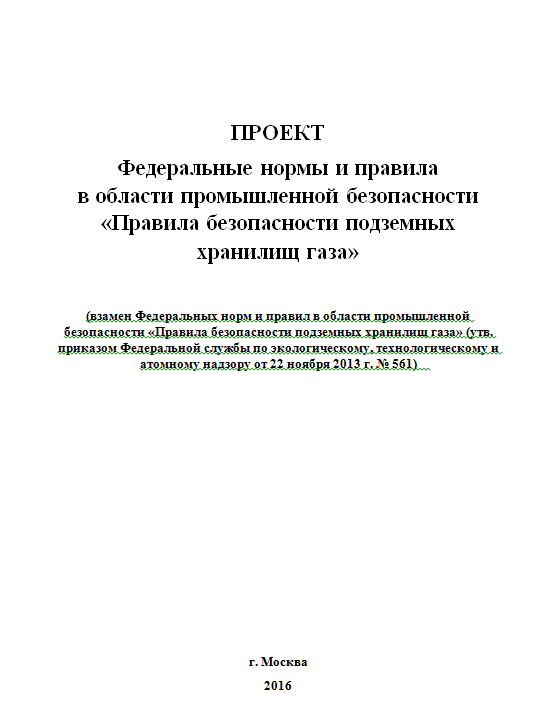 ПРОЕКТ
Федеральные нормы и правила
в области промышленной безопасности
«Правила безопасности подземных
хранилищ газа»
(взамен Федеральных норм и правил в области промышленной
безопасности «Правила безопасности подземных хранилищ газа» (утв.
приказом Федеральной службы по экологическому, технологическому и
атомному надзору от 22 ноября 2013 г. № 561)
г. Москва
2016